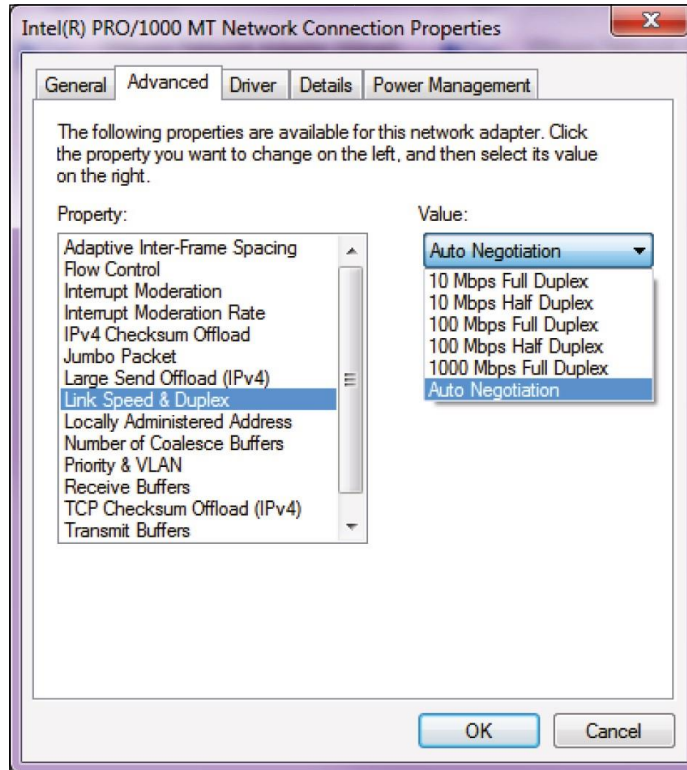 Intel(R) PRO/1000 MT Network Connection Properties
X
General Advanced Driver Details Power Management
The following properties are available for this network adapter. Click
the property you want to change on the left, and then select its value
on the right.
Property:
Value:
Adaptive Inter-Frame Spacing
Flow Control
Interrupt Moderation
Interrupt Moderation Rate
IPv4 Checksum Offload
Jumbo Packet
Large Send Offload (IPv4)
Link Speed & Duplex
Locally Administered Address
Number of Coalesce Buffers
Priority & VLAN
Receive Buffers
TCP Checksum Offload (IPv4)
Transmit Buffers
Auto Negotiation
10 Mbps Full Duplex
10 Mbps Half Duplex
100 Mbps Full Duplex
100 Mbps Half Duplex
1000 Mbps Full Duplex
Auto Negotiation
OK Cancel